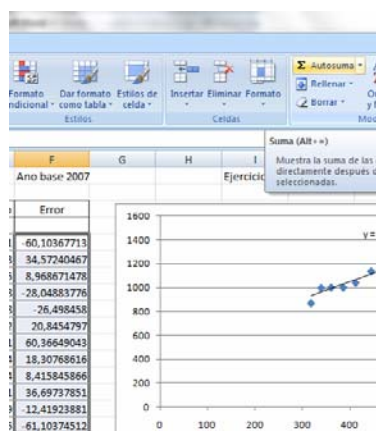 Σ Autosuma
Rellenar
Borrar
Formato
condicional
Dar formato
como tabla
Estilos de
celda
Insertar Eliminar Formato
Estilos
Celdas
Suma (Alt+=)
Muestra la suma de las
directamente después d
seleccionadas.
F G H I
Ano base 2007
Ejercicio
Error
-60,10367713
34,57240467
8,968671478
-28,04883776
-26,498458
20,8454797
60,36649043
18,30768616
8,415845866
36,69737851
-12,41923881
-61,10374512
y =
1600
1400
1200
1000
800
600
400
200
0
0 100 200 300 400